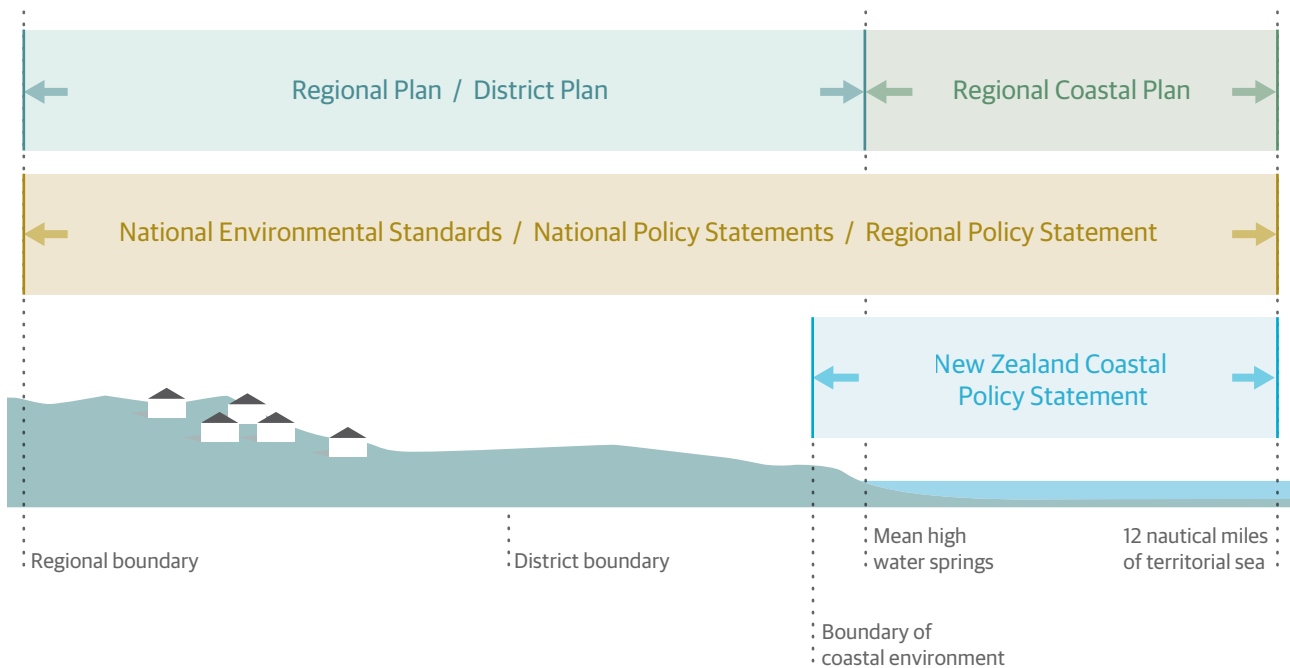 Regional Plan / District Plan
Regional Coastal Plan
National Environmental Standards / National Policy Statements / Regional Policy Statement
New Zealand Coastal
Policy Statement
Regional boundary
District boundary
Mean high
water springs
12 nautical miles
of territorial sea
Boundary of
coastal environment